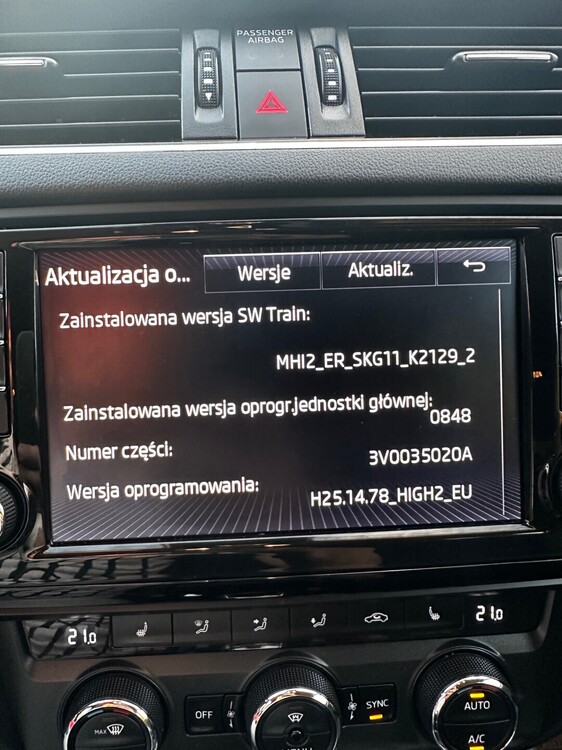 PASSENGER
AIRBAG
Aktualizacja o...
Wersje
Aktualiz.
Zainstalowana wersja SW Train:
MHI2_ER_SKG11_K2129_2
Zainstalowana wersja oprogr.jednostki głównej:
0848
Numer części:
3V0035020A
Wersja oprogramowania:
H25.14.78_HIGH2_EU
21,0
21,0
MAX
OFF
MENU
SYNC
AUTO
A/C